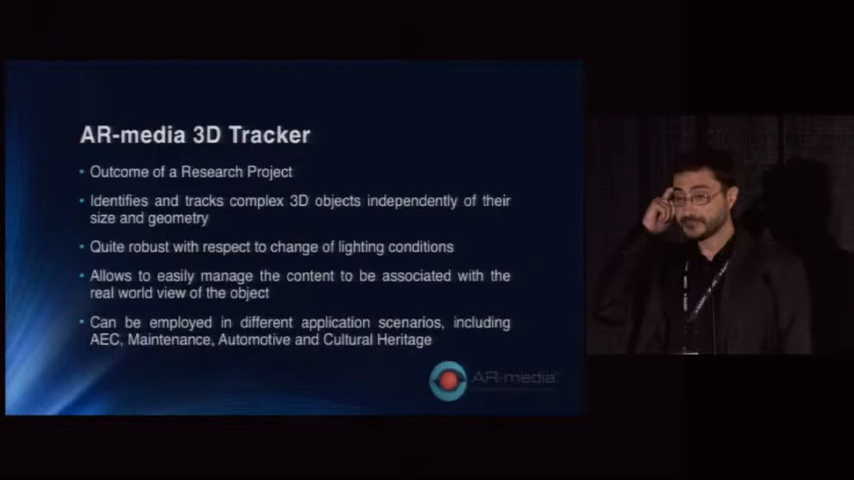 AR-media 3D Tracker
• Outcome of a Research Project
• Identifies and tracks complex 3D objects independently of their
size and geometry
• Quite robust with respect to change of lighting conditions
• Allows to easily manage the content to be associated with the
real world view of the object
• Can be employed in different application scenarios, including
AEC, Maintenance, Automotive and Cultural Heritage
AR-media